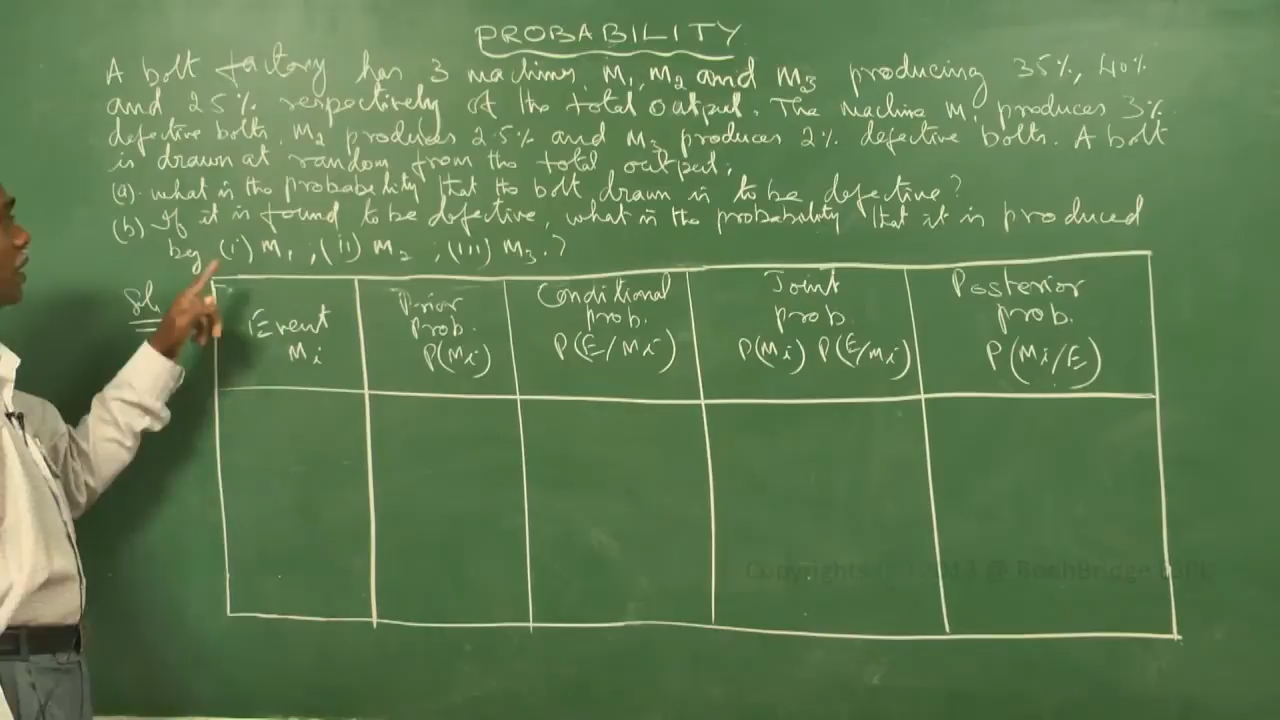 PROBABILITY
A bolt factory has 3 machines M1, M2 and M3 producing 35%, 40%
and 25% respectively of the total output. The machine M1 produces 3%
defective bolts. M2 produces 2.5% and M3 produces 2% defective bolts. A bolt
is drawn at random from the total output;
(a). what is the probability that the bolt drawn is to be defective?
(b). If it is found to be defective, what is the probability that it is produced
by (i) M1 ; (ii) M2 ; (iii) M3.?
Sol
Event
Mi
Prior
prob.
P(Mi)
Conditional
prob.
P(E/Mi)
Joint
prob.
P(Mi) P(E/Mi)
Posterior
prob.
P(Mi/E)
Copyrights